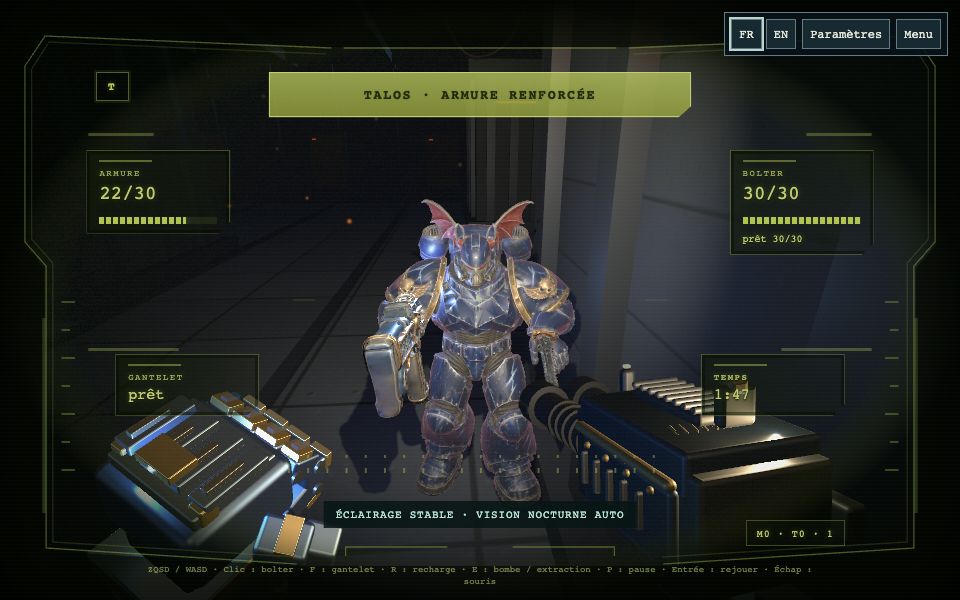 FR EN Paramètres Menu
T
TALOS · ARMURE RENFORCÉE
ARMURE
22/30
BOLTER
30/30
prêt 30/30
GANTELET
prêt
TEMPS
1:47
ÉCLAIRAGE STABLE · VISION NOCTURNE AUTO
M0 · T0 · 1
ZQSD / WASD · Clic : bolter · F : gantelet · R : recharge · E : bombe / extraction · P : pause · Entrée : rejouer · Échap :
souris